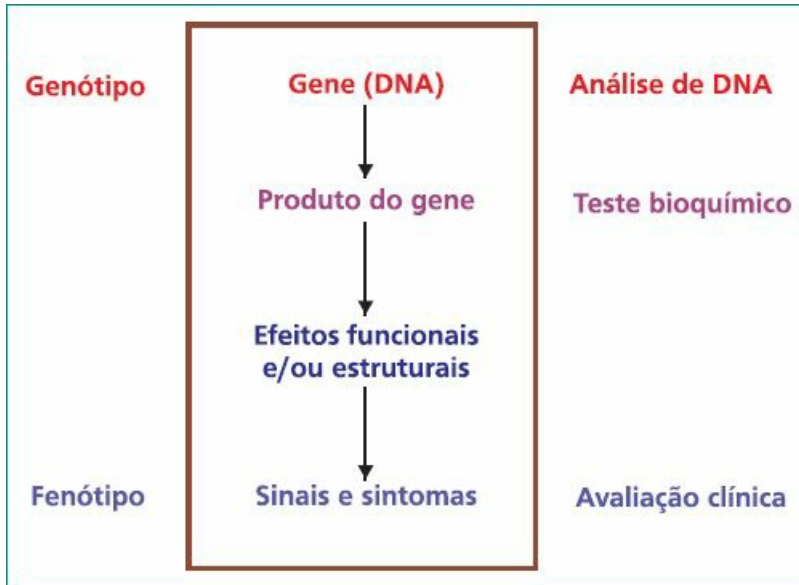 Genótipo
Gene (DNA)
Análise de DNA
Produto do gene
Teste bioquímico
Efeitos funcionais
e/ou estruturais
Fenótipo
Sinais e sintomas
Avaliação clínica